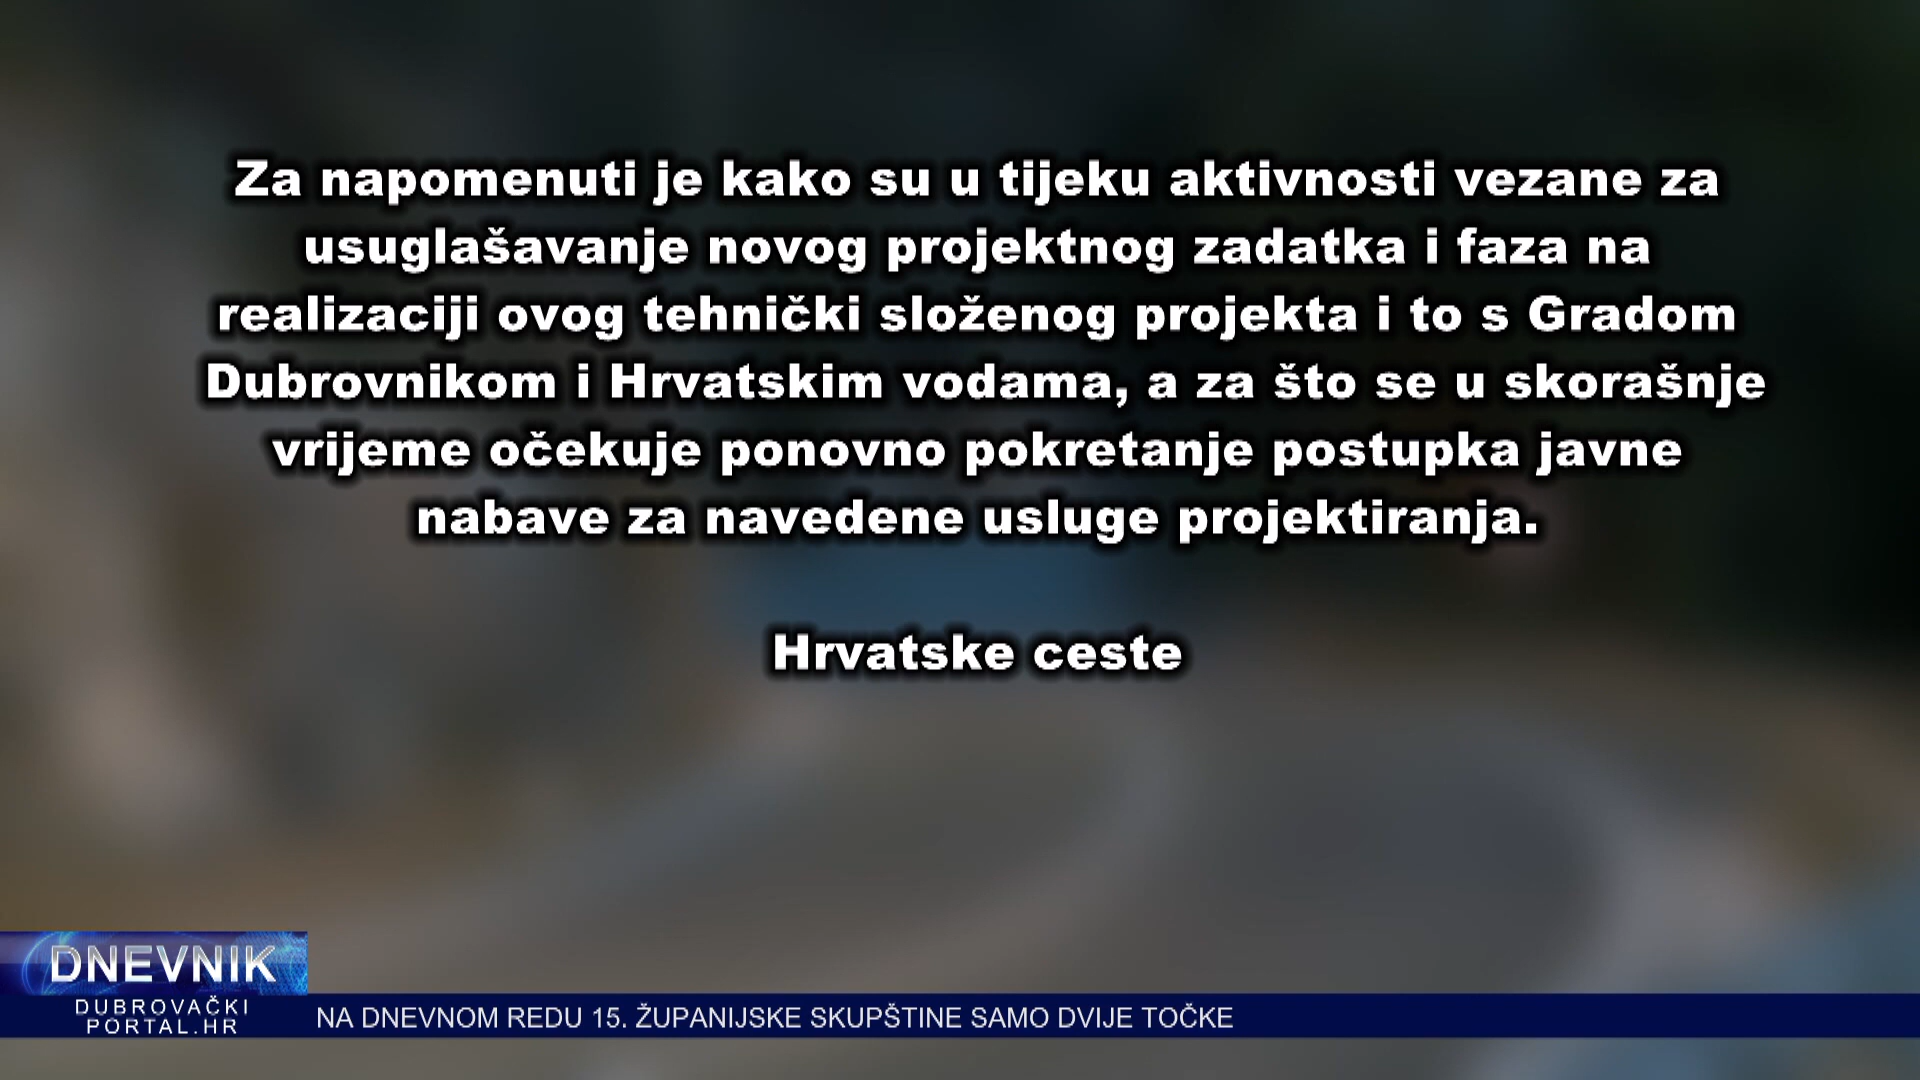 Za napomenuti je kako su u tijeku aktivnosti vezane za
usuglašavanje novog projektnog zadatka i faza na
realizaciji ovog tehnički složenog projekta i to s Gradom
Dubrovnikom i Hrvatskim vodama, a za što se u skorašnje
vrijeme očekuje ponovno pokretanje postupka javne
nabave za navedene usluge projektiranja.
Hrvatske ceste
DNEVNIK
DUBROVAČKI
PORTAL.HR
NA DNEVNOM REDU 15. ŽUPANIJSKE SKUPŠTINE SAMO DVIJE TOČKE